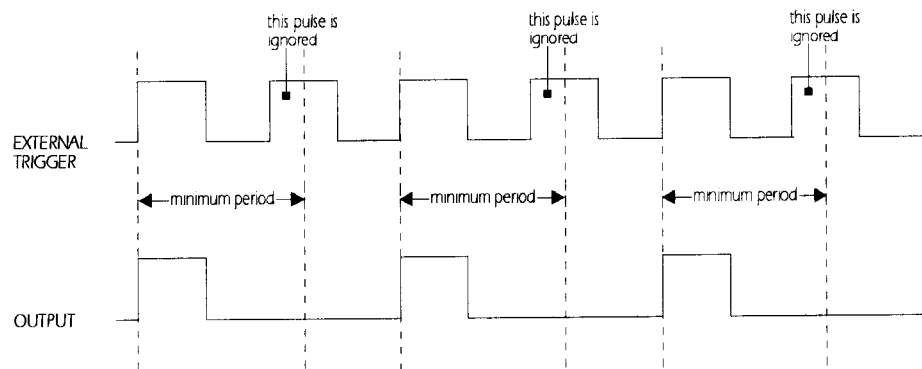 this pulse is
ignored
this pulse is
ignored
this pulse is
ignored
EXTERNAL
TRIGGER
minimum period
minimum period
minimum period
OUTPUT